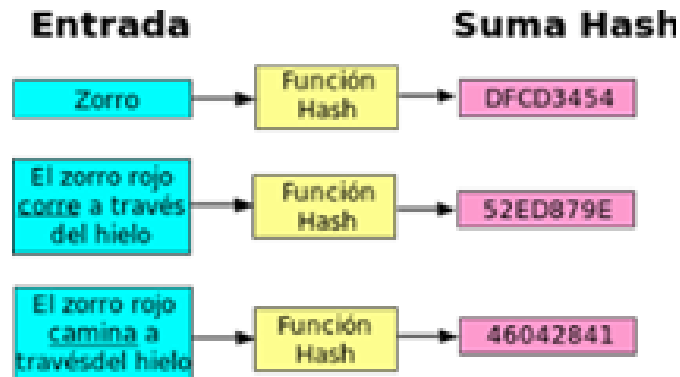 Entrada
Suma Hash
Zorro
Función
Hash
DFCD3454
El zorro rojo
corre a través
del hielo
Función
Hash
52ED879E
El zorro rojo
camina a
travésdel hielo
Función
Hash
46042841